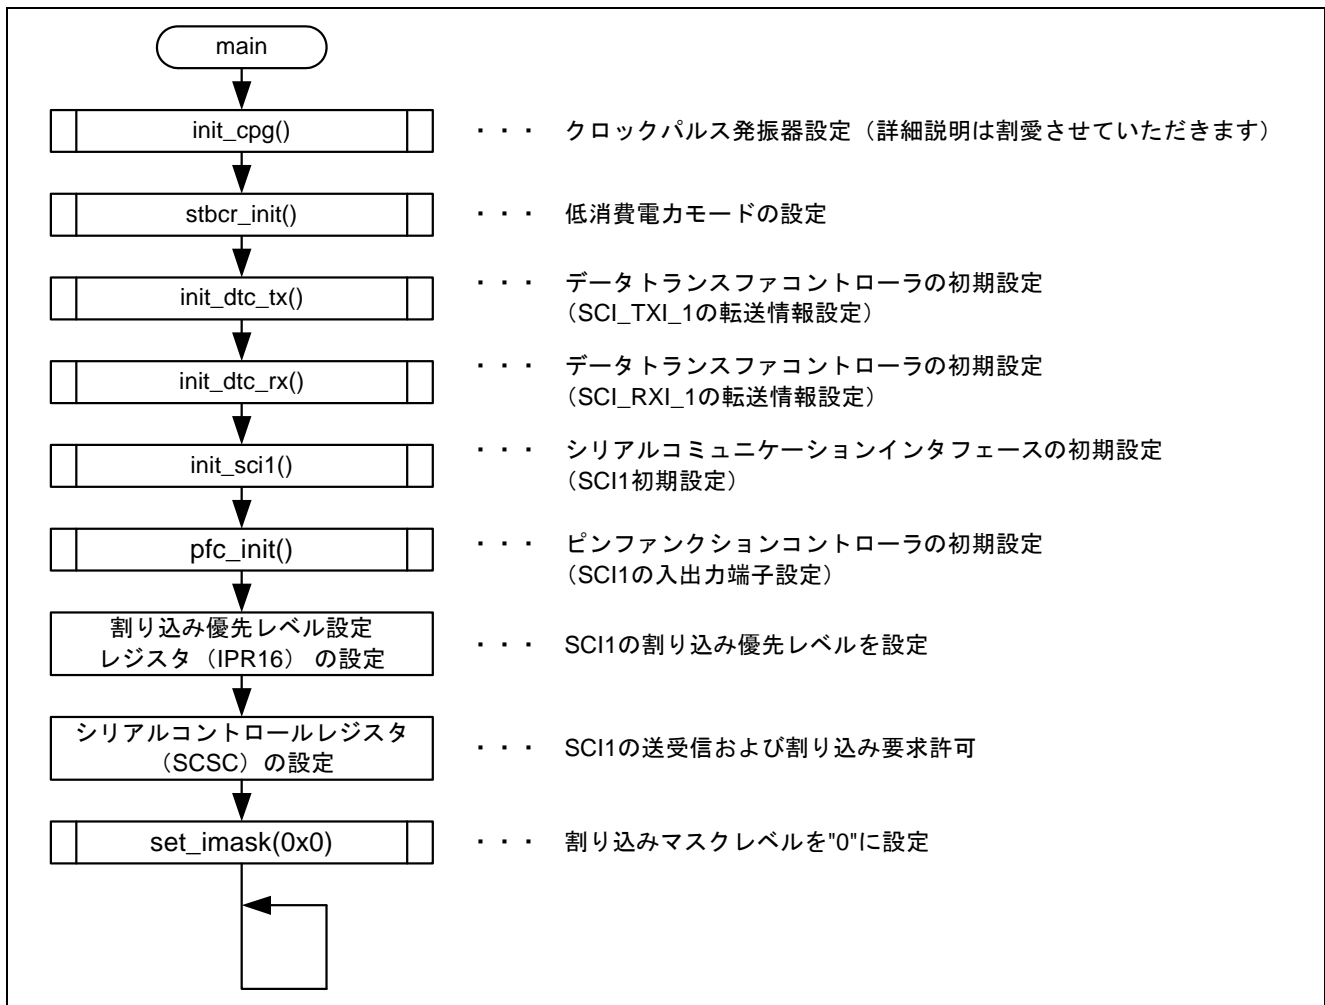 main
init_cpg()
・・・ クロックパルス発振器設定（詳細説明は割愛させていただきます）
stbcr_init()
・・・ 低消費電力モードの設定
init_dtc_tx()
・・・ データトランスファコントローラの初期設定
（SCI_TXI_1の転送情報設定）
init_dtc_rx()
・・・ データトランスファコントローラの初期設定
（SCI_RXI_1の転送情報設定）
init_sci1()
・・・ シリアルコミュニケーションインタフェースの初期設定
（SCI1初期設定）
pfc_init()
・・・ ピンファンクションコントローラの初期設定
（SCI1の入出力端子設定）
割り込み優先レベル設定
レジスタ（IPR16） の設定
・・・ SCI1の割り込み優先レベルを設定
シリアルコントロールレジスタ
（SCSC）の設定
・・・ SCI1の送受信および割り込み要求許可
set_imask(0x0)
・・・ 割り込みマスクレベルを"0"に設定